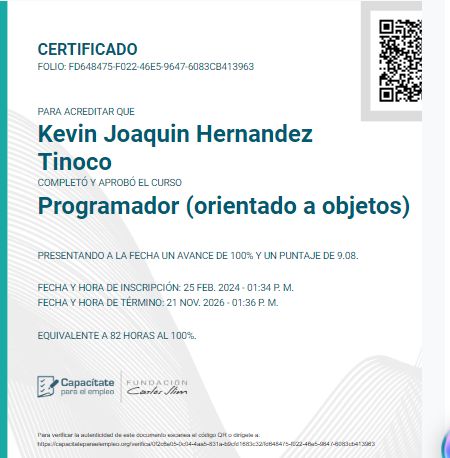 CERTIFICADO
FOLIO: FD648475-F022-46E5-9647-6083CB413963
PARA ACREDITAR QUE
Kevin Joaquin Hernandez
Tinoco
COMPLETÓ Y APROBÓ EL CURSO
Programador (orientado a objetos)
PRESENTANDO A LA FECHA UN AVANCE DE 100% Y UN PUNTAJE DE 9.08.
FECHA Y HORA DE INSCRIPCIÓN: 25 FEB. 2024 - 01:34 P. M.
FECHA Y HORA DE TÉRMINO: 21 NOV. 2026 - 01:36 P. M.
EQUIVALENTE A 82 HORAS AL 100%.
Capacítate
para el empleo
FUNDACIÓN
Carlos Slim
Para verificar la autenticidad de este documento escanea el código QR o dirígete a: